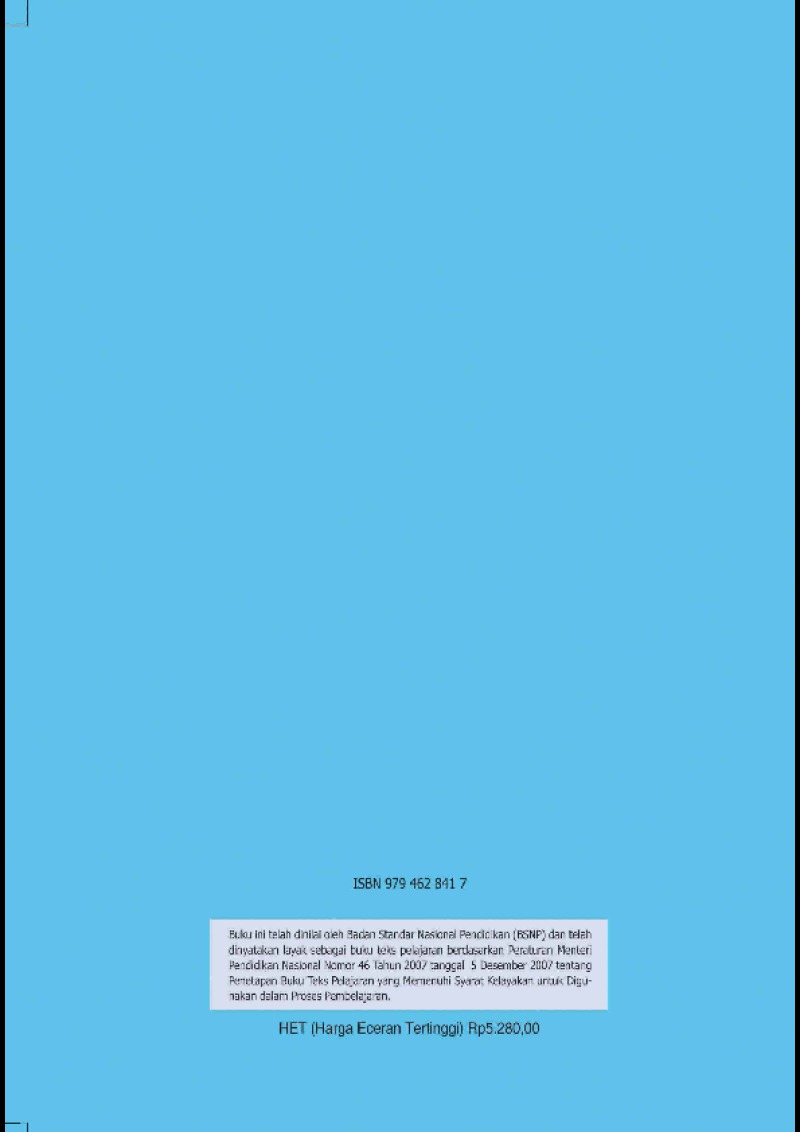 ISBN 979 462 841 7
Buku ini telah dinilai oleh Badan Standar Nasional Pendidikan (BSNP) dan telah
dinyatakan layak sebagai buku teks pelajaran berdasarkan Peraturan Menteri
Pendidikan Nasional Nomor 46 Tahun 2007 tanggal 5 Desember 2007 tentang
Penetapan Buku Teks Pelajaran yang Memenuhi Syarat Kelayakan untuk Digu-
nakan dalam Proses Pembelajaran.
HET (Harga Eceran Tertinggi) Rp5.280,00